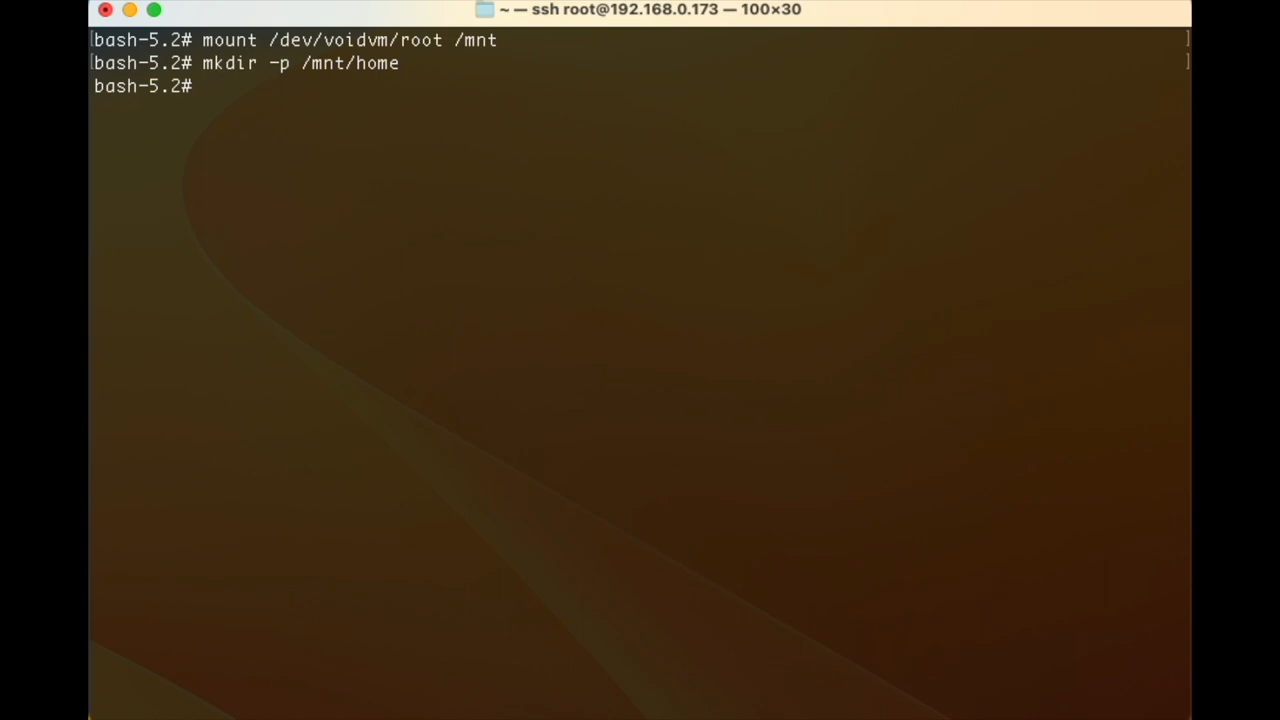 ~ — ssh root@192.168.0.173 — 100×30
[bash-5.2# mount /dev/voidvm/root /mnt ]
[bash-5.2# mkdir -p /mnt/home ]
bash-5.2#